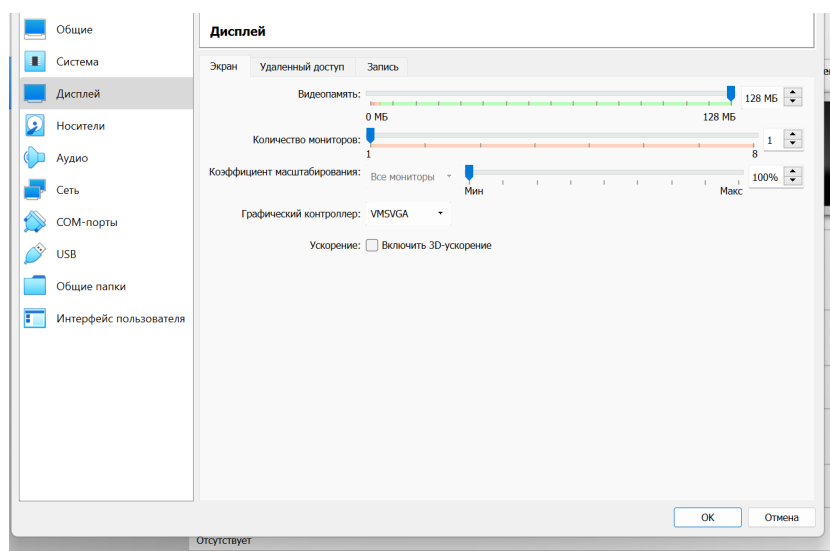 Общие
Система
Дисплей
Носители
Аудио
Сеть
COM-порты
USB
Общие папки
Интерфейс пользователя
Дисплей
Экран Удаленный доступ Запись
Видеопамять: 128 МБ
0 МБ 128 МБ
Количество мониторов: 1
1 8
Коэффициент масштабирования: Все мониторы 100%
Мин Макс
Графический контроллер: VMSVGA
Ускорение: Включить 3D-ускорение
OK Отмена
Отсутствует